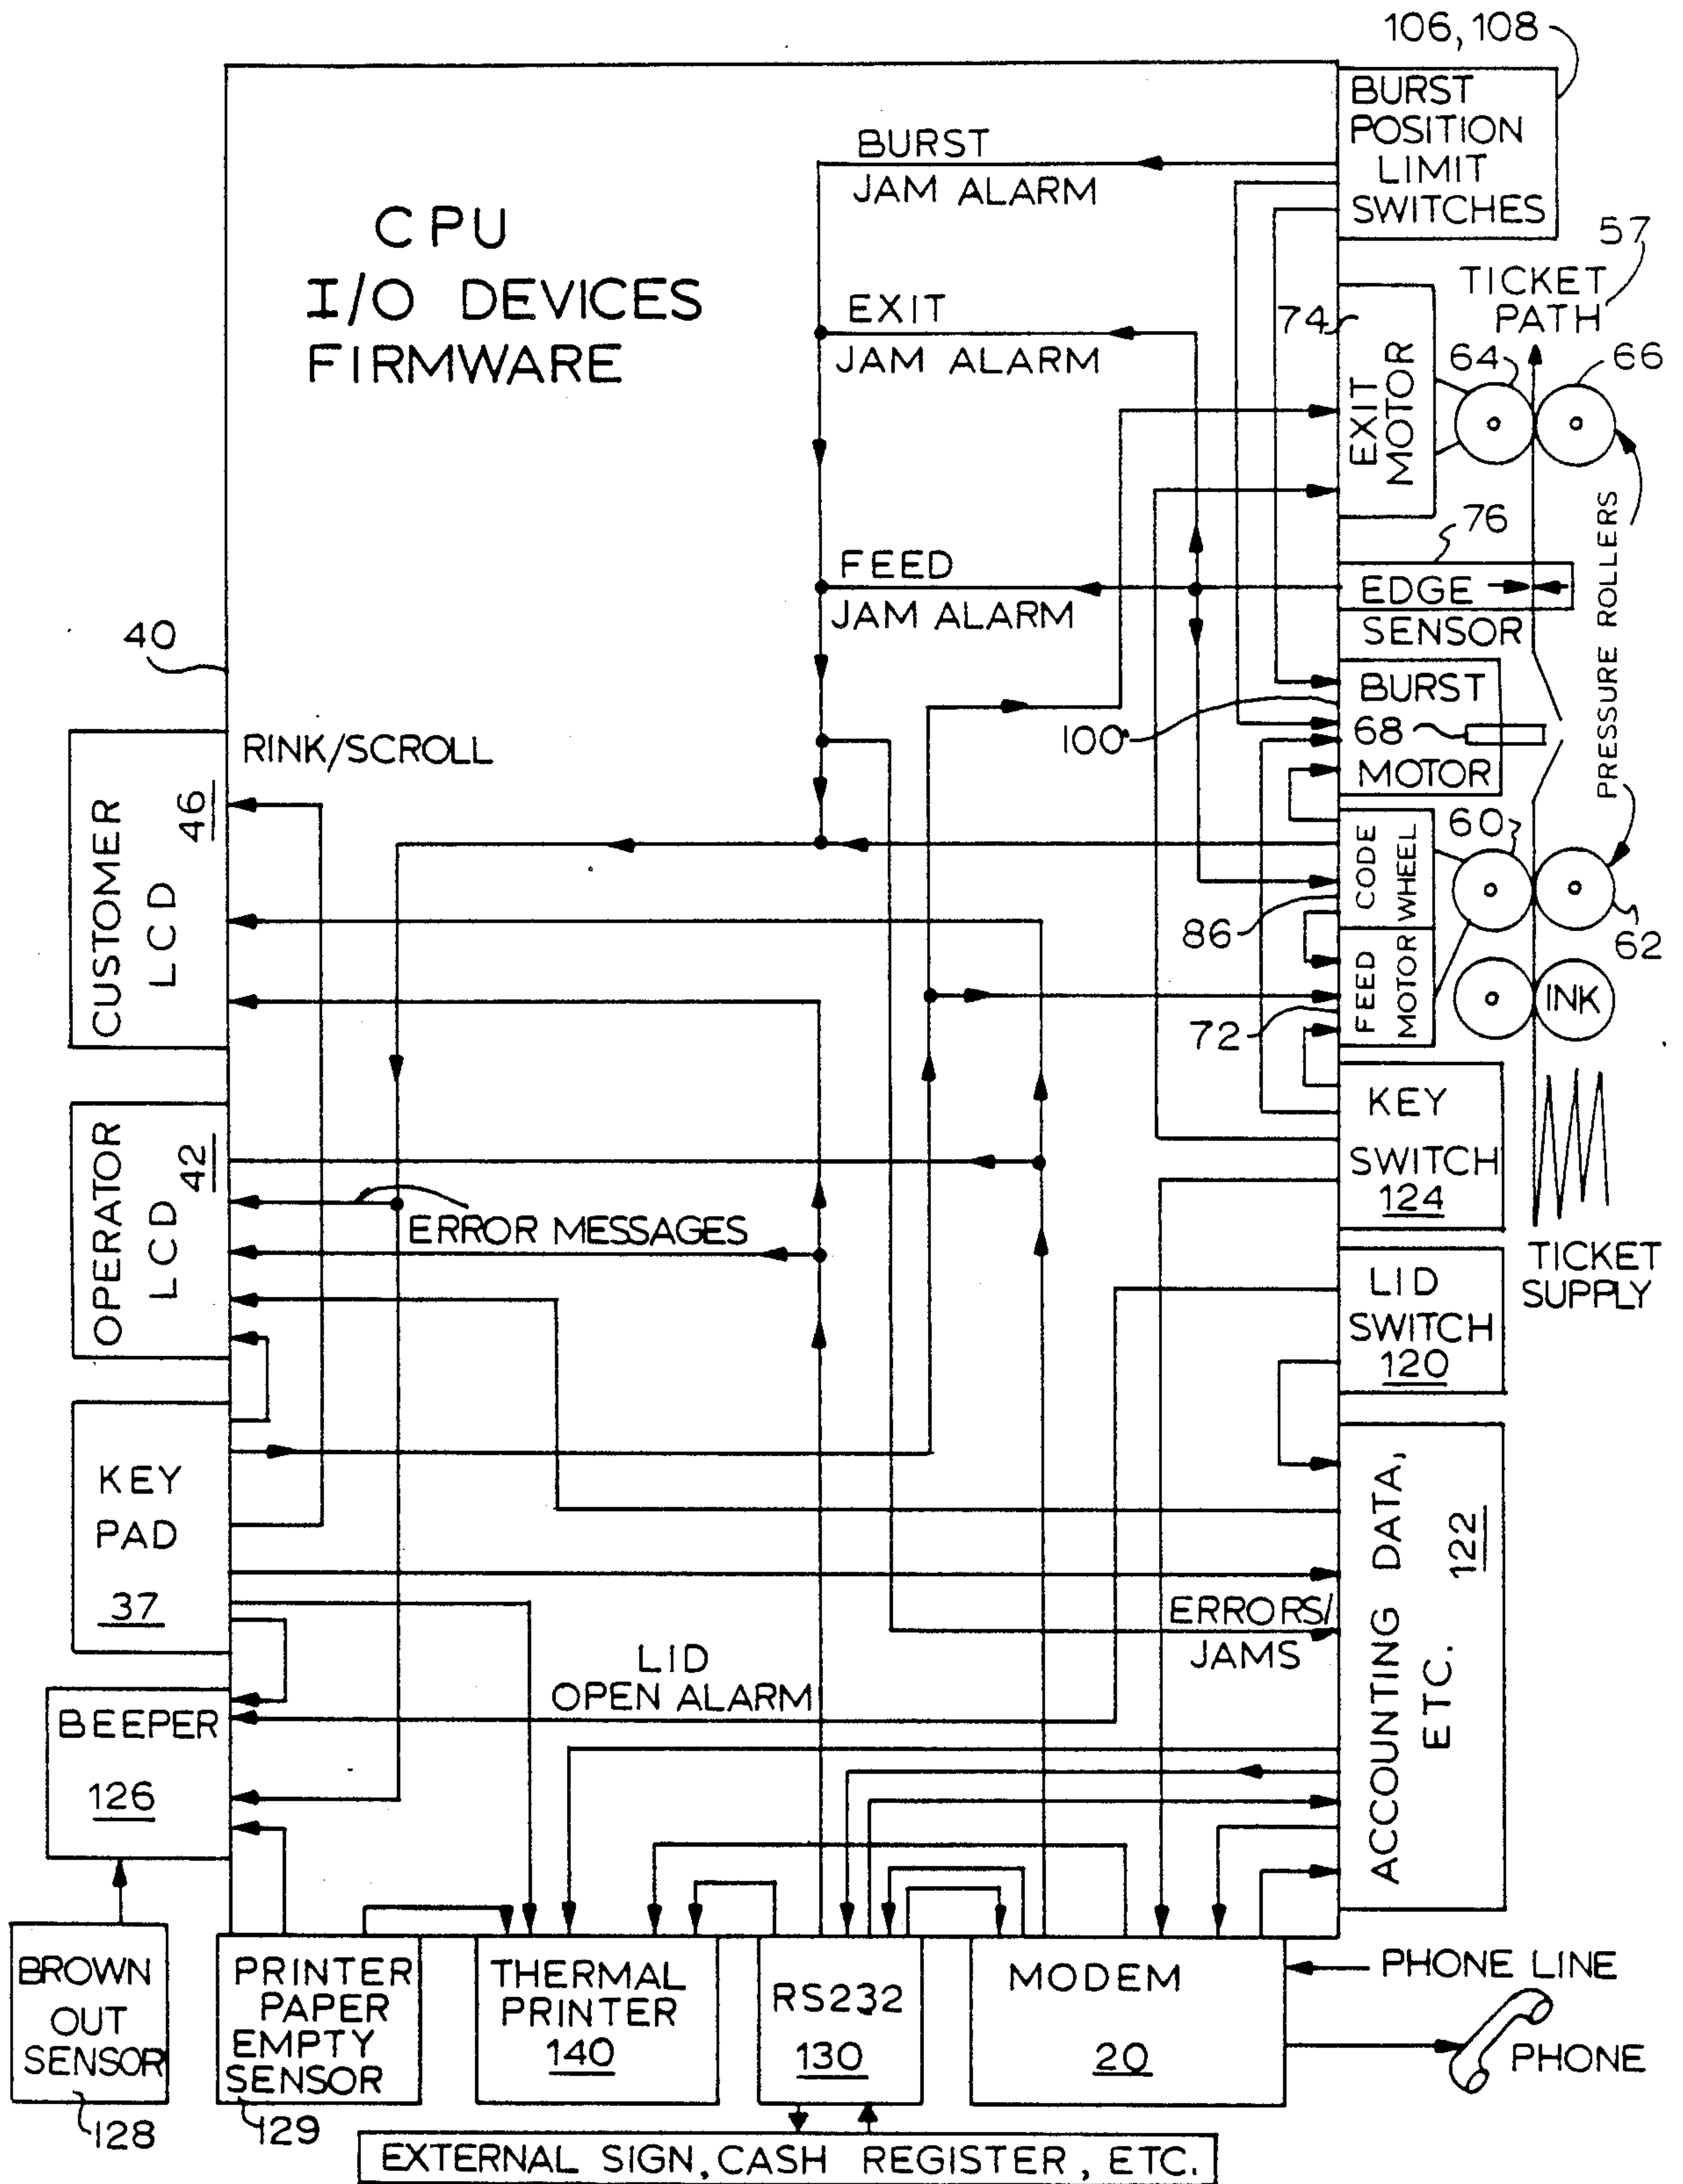 106, 108
BURST
POSITION
LIMIT
SWITCHES
BURST
JAM ALARM
CPU
I/O DEVICES
FIRMWARE
57
TICKET
PATH
74
EXIT
MOTOR
64
66
EXIT
JAM ALARM
76
EDGE
SENSOR
PRESSURE ROLLERS
FEED
JAM ALARM
40
BURST
68
MOTOR
100
RINK/SCROLL
CUSTOMER
LCD
46
CODE
WHEEL
60
62
86
FEED
MOTOR
72
INK
KEY
SWITCH
124
TICKET
SUPPLY
OPERATOR
LCD
42
ERROR MESSAGES
LID
SWITCH
120
KEY
PAD
37
ACCOUNTING DATA,
ETC.
122
ERRORS/
JAMS
LID
OPEN ALARM
BEEPER
126
BROWN
OUT
SENSOR
128
PRINTER
PAPER
EMPTY
SENSOR
129
THERMAL
PRINTER
140
RS232
130
MODEM
20
PHONE LINE
PHONE
EXTERNAL SIGN, CASH REGISTER, ETC.